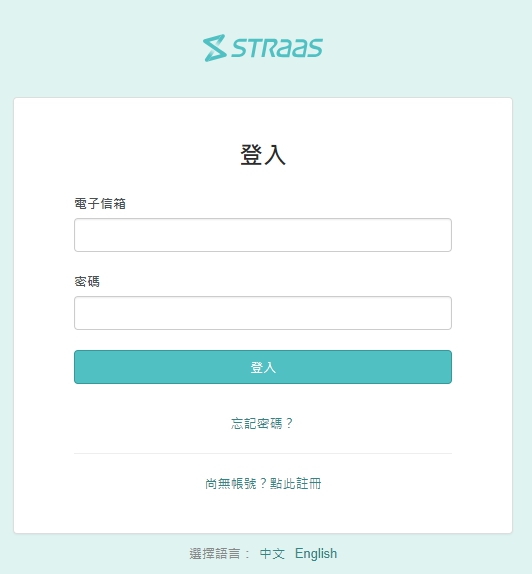 STRaaS
登入
電子信箱
密碼
登入
忘記密碼？
尚無帳號？點此註冊
選擇語言： 中文 English